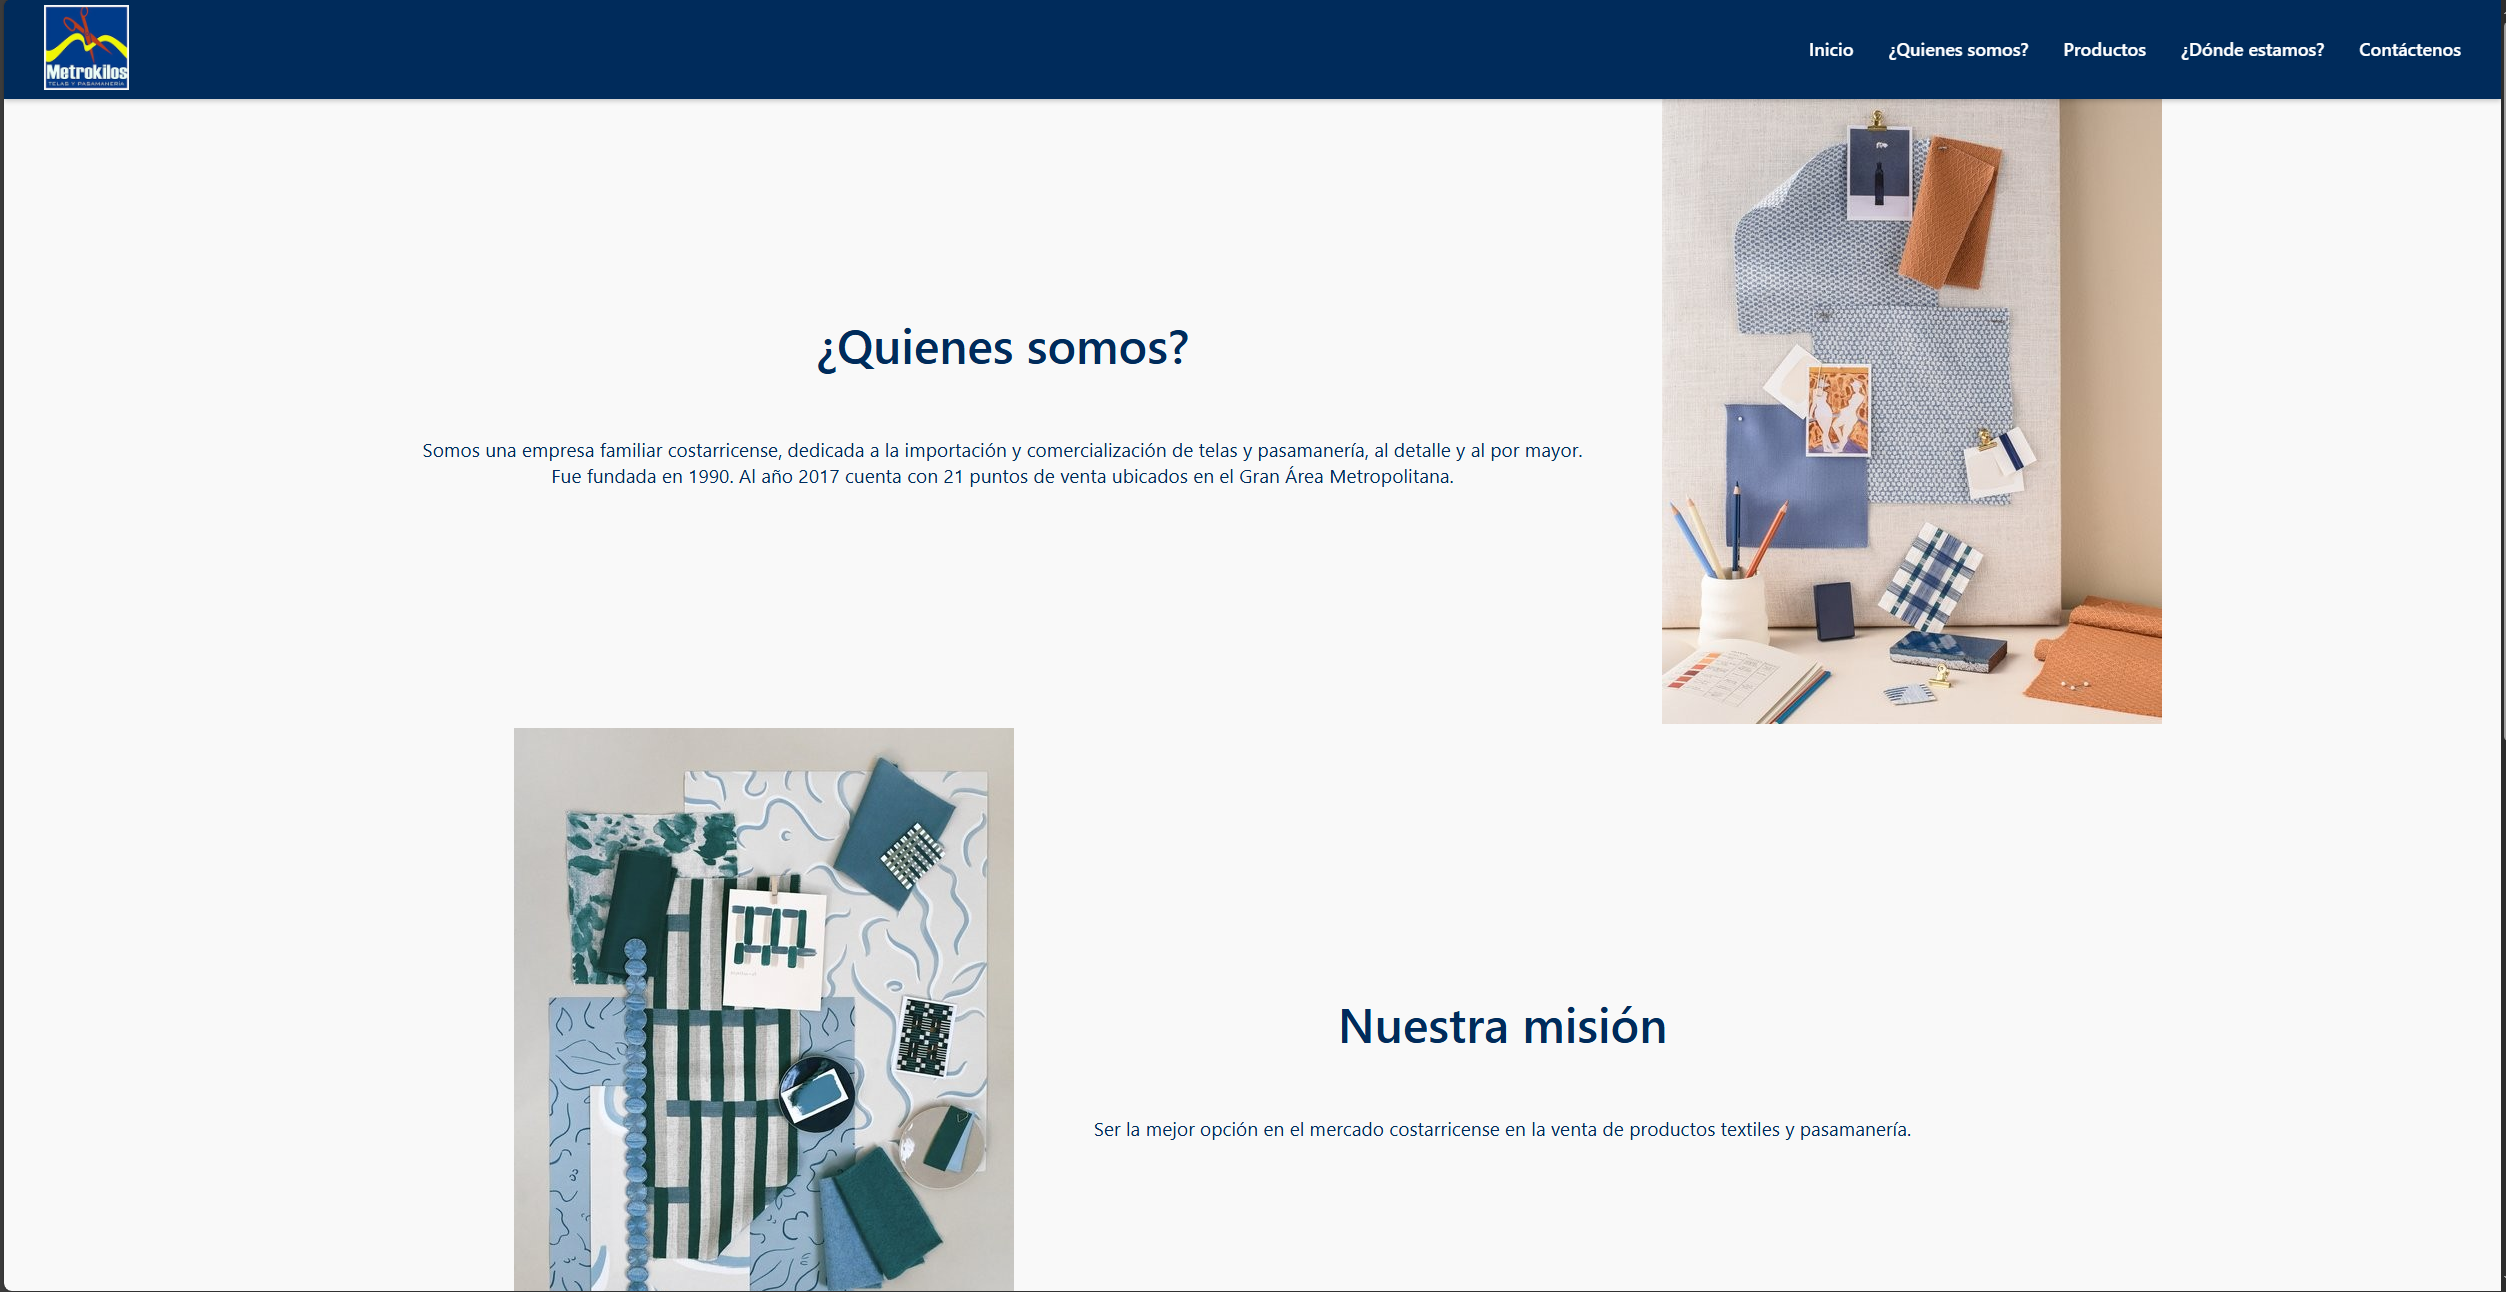 Metrokilos
TELAS Y PASAMANERÍA
Inicio
¿Quienes somos?
Productos
¿Dónde estamos?
Contáctenos
¿Quienes somos?
Somos una empresa familiar costarricense, dedicada a la importación y comercialización de telas y pasamanería, al detalle y al por mayor.
Fue fundada en 1990. Al año 2017 cuenta con 21 puntos de venta ubicados en el Gran Área Metropolitana.
Nuestra misión
Ser la mejor opción en el mercado costarricense en la venta de productos textiles y pasamanería.